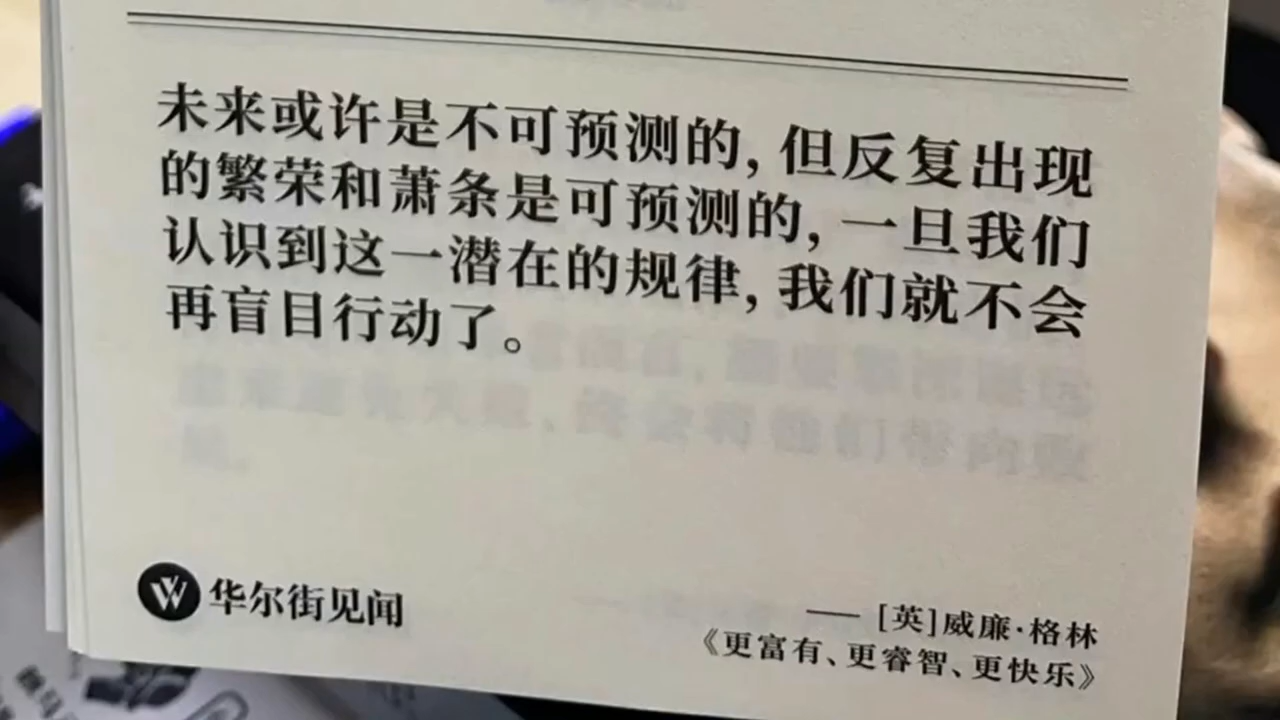 未来或许是不可预测的，但反复出现
的繁荣和萧条是可预测的，一旦我们
认识到这一潜在的规律，我们就不会
再盲目行动了。
华尔街见闻
—— [英]威廉·格林
《更富有、更睿智、更快乐》